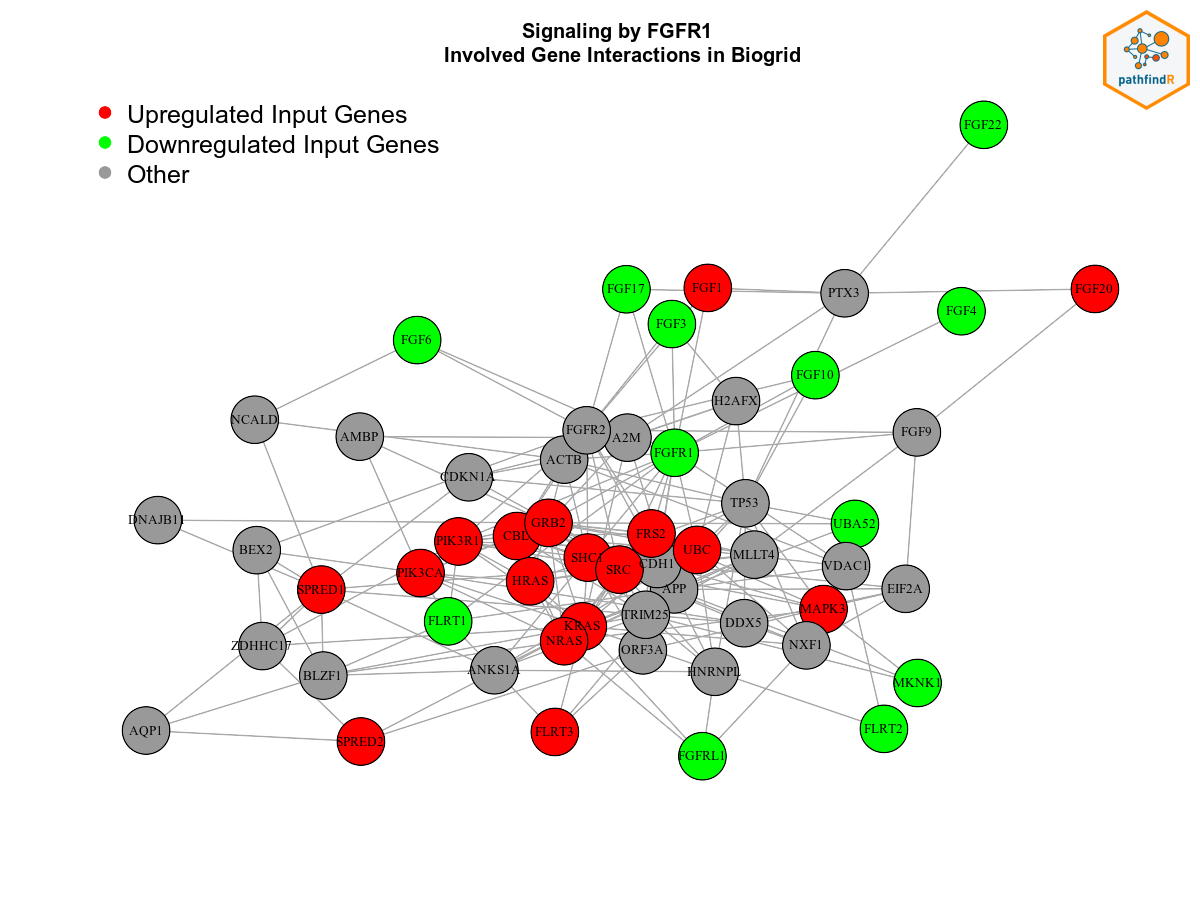 Signaling by FGFR1
Involved Gene Interactions in Biogrid
pathfindR
Upregulated Input Genes
Downregulated Input Genes
Other
FGF22
FGF17
FGF1
PTX3
FGF20
FGF4
FGF3
FGF6
FGF10
H2AFX
NCALD
AMBP
FGFR2
A2M
FGF9
FGFR1
ACTB
CDKN1A
TP53
DNAJB11
GRB2
UBA52
CBL
FRS2
PIK3R1
BEX2
UBC
MLLT4
SHC1
CDH1
SRC
VDAC1
PIK3CA
HRAS
SPRED1
APP
EIF2A
MAPK3
TRIM25
FLRT1
KRAS
DDX5
NRAS
ZDHHC17
ORF3A
NXF1
ANKS1A
HNRNPL
BLZF1
MKNK1
AQP1
FLRT3
FLRT2
SPRED2
FGFRL1